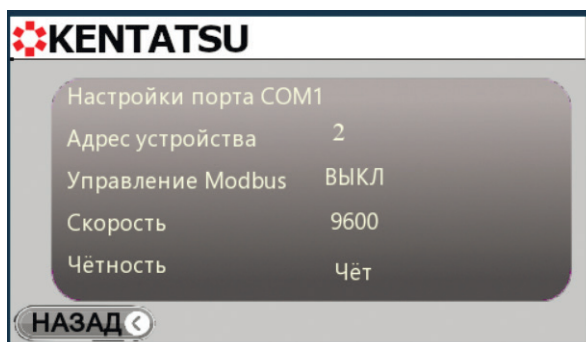 KENTATSU
Настройки порта COM1
Адрес устройства 2
Управление Modbus ВЫКЛ
Скорость 9600
Чётность Чёт
НАЗАД